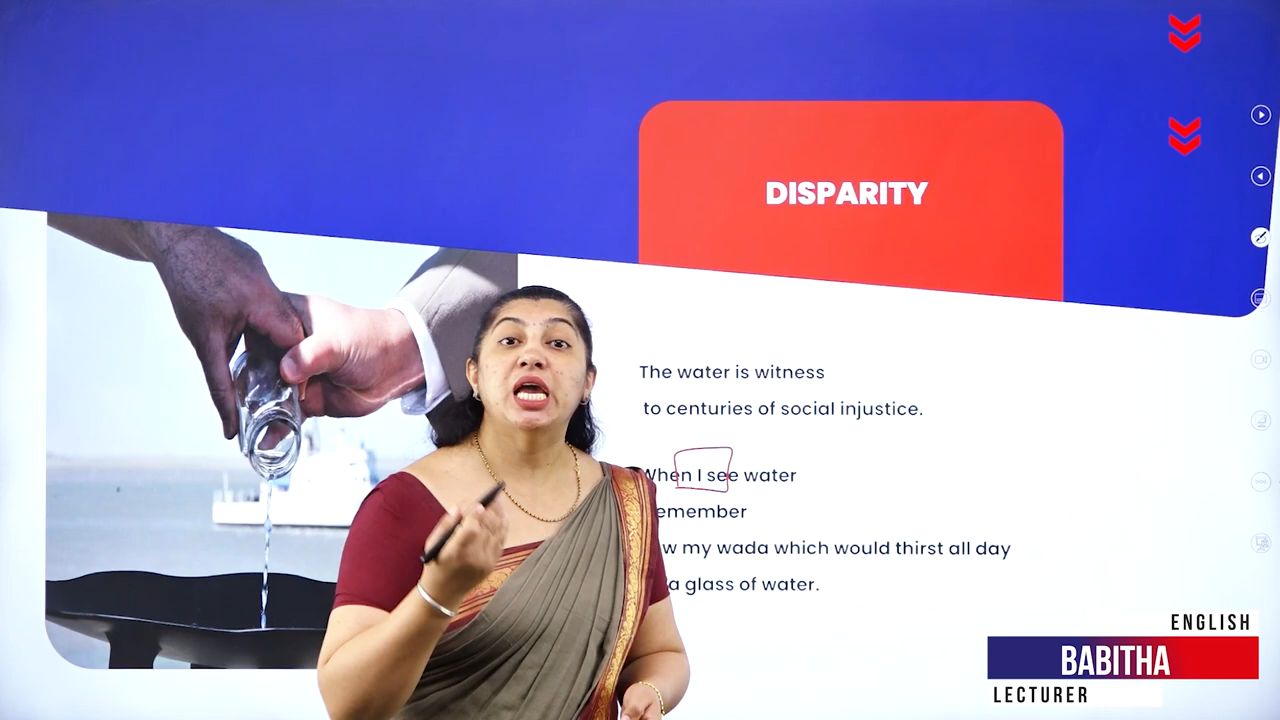 DISPARITY
The water is witness
to centuries of social injustice.
When I see water
emember
w my wada which would thirst all day
a glass of water.
ENGLISH
BABITHA
LECTURER